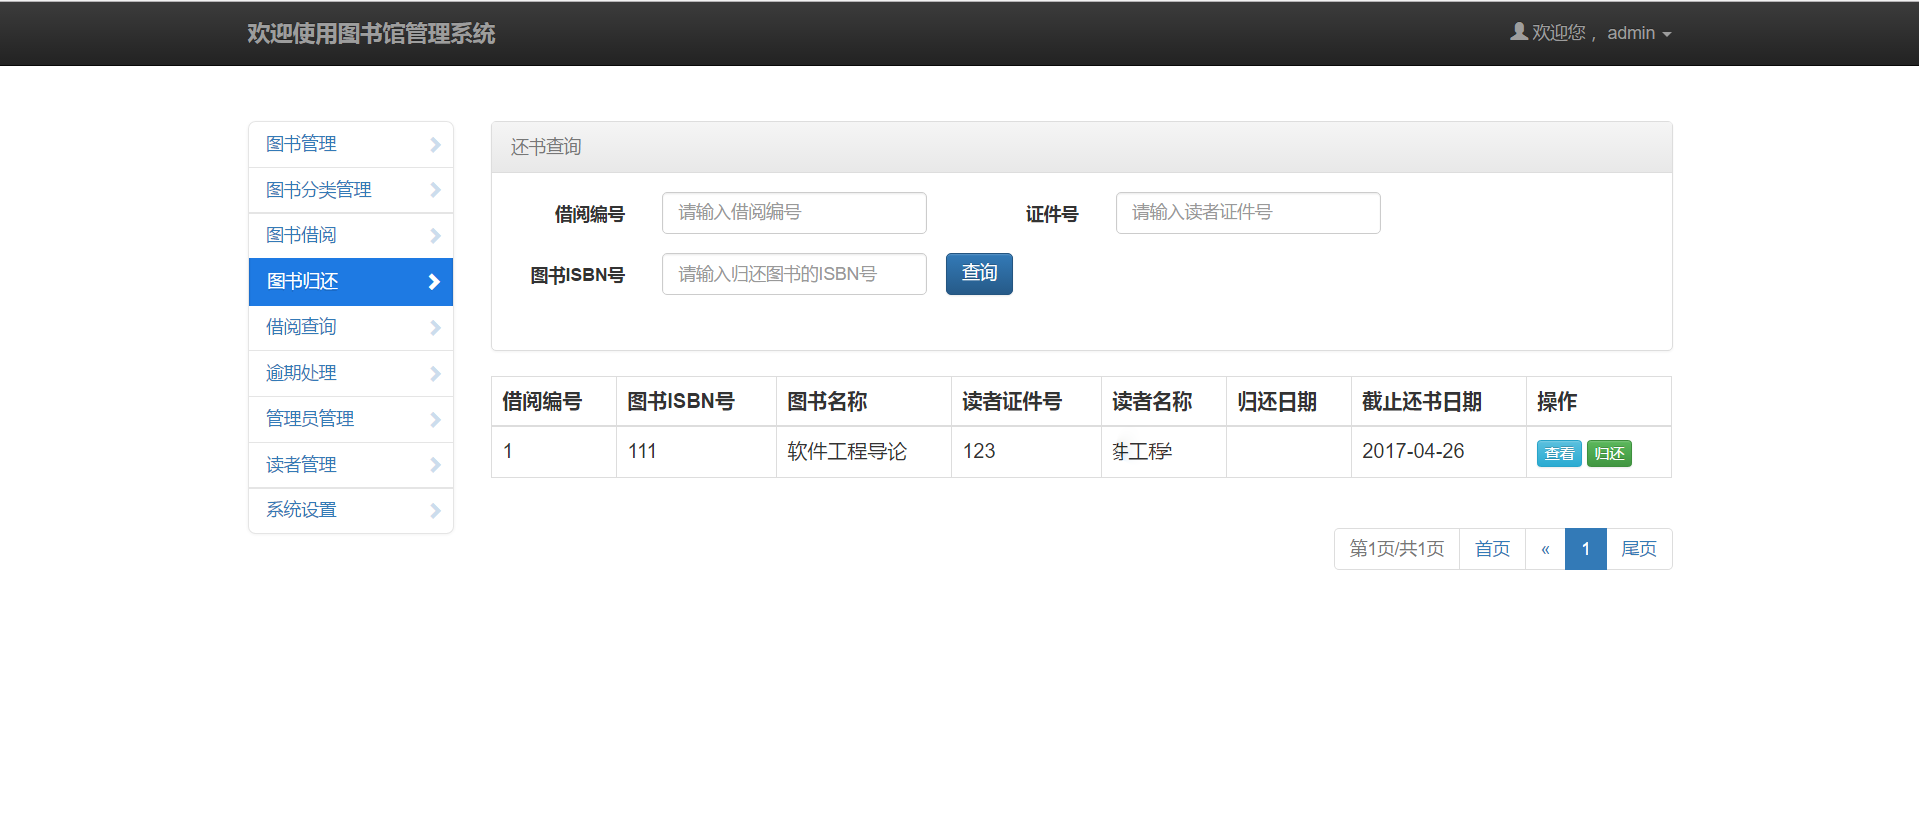 欢迎使用图书馆管理系统
欢迎您 , admin
图书管理
图书分类管理
图书借阅
图书归还
借阅查询
逾期处理
管理员管理
读者管理
系统设置
还书查询
借阅编号 请输入借阅编号 证件号 请输入读者证件号
图书ISBN号 请输入归还图书的ISBN号 查询
借阅编号 图书ISBN号 图书名称 读者证件号 读者名称 归还日期 截止还书日期 操作
1 111 软件工程导论 123 工程学 2017-04-26 查看 归还
第1页/共1页 首页 « 1 尾页